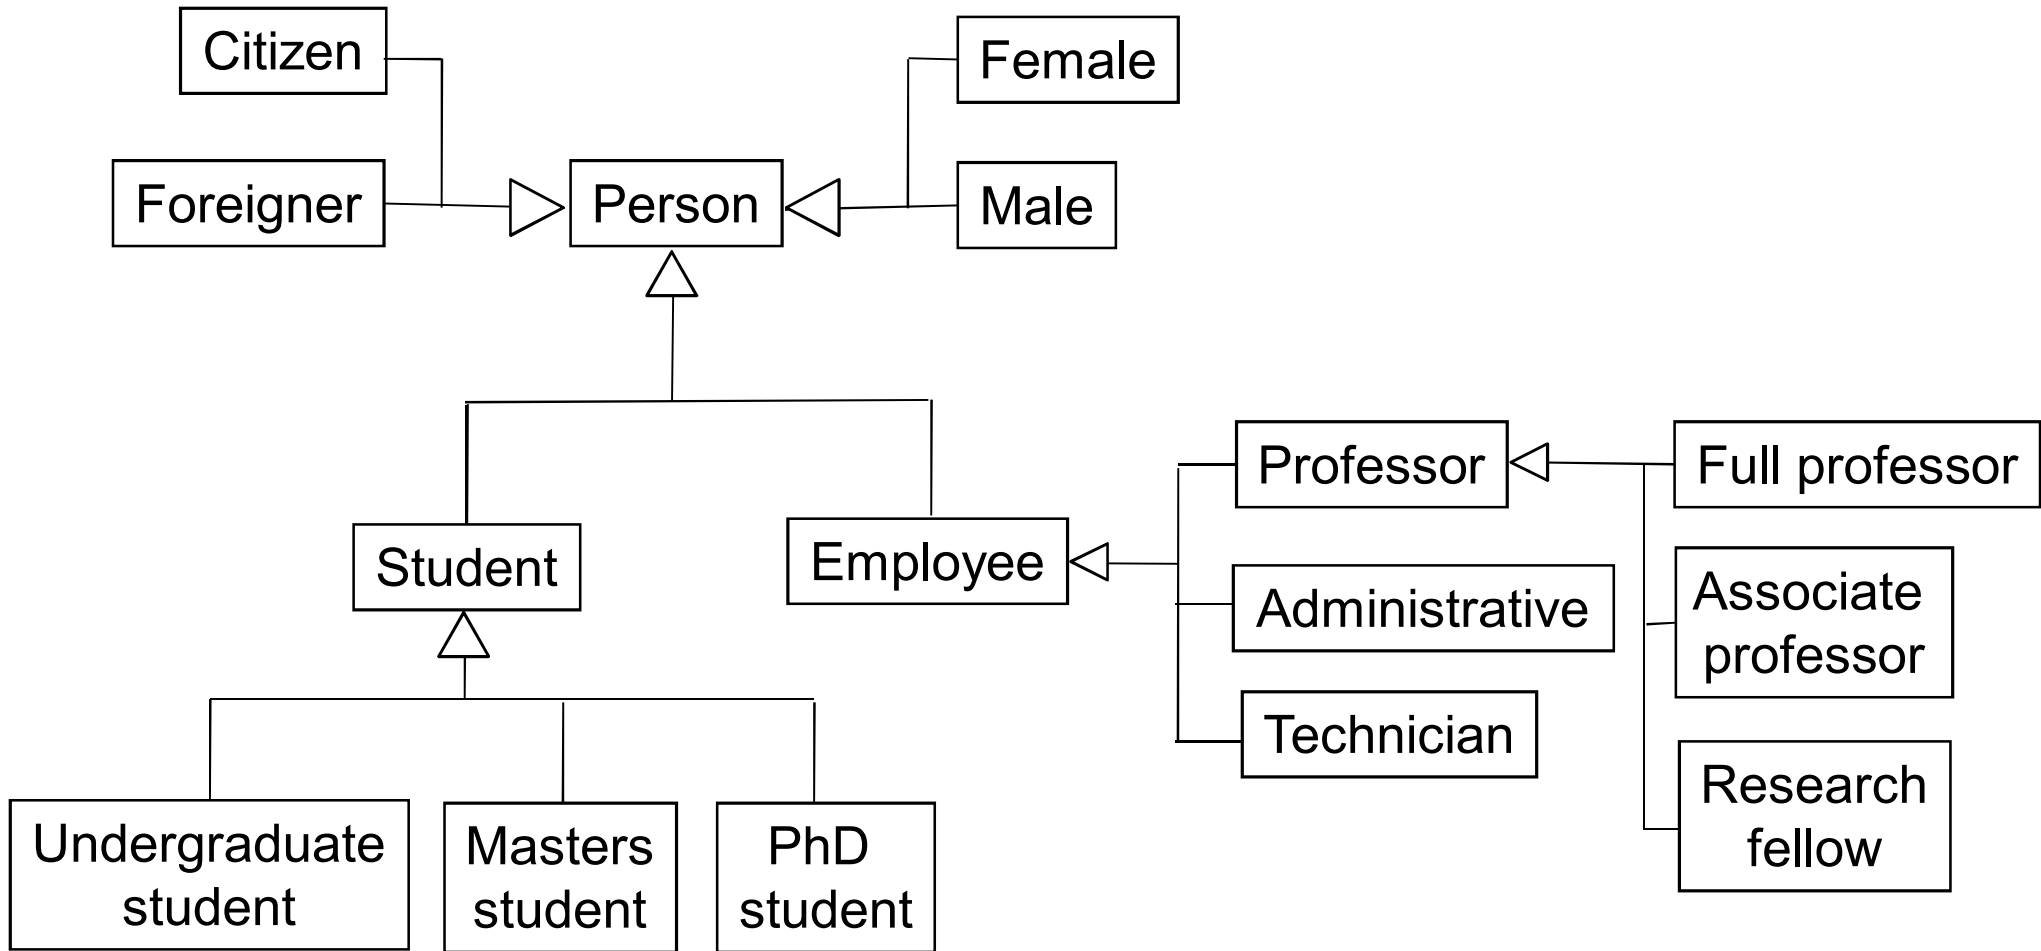 Citizen
Female
Foreigner
Person
Male
Professor
Full professor
Student
Employee
Administrative
Associate
professor
Technician
Undergraduate
student
Masters
student
PhD
student
Research
fellow